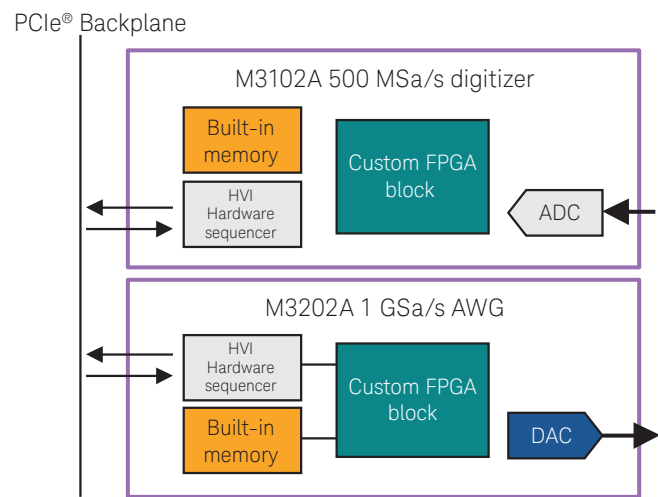 PCIe® Backplane
M3102A 500 MSa/s digitizer
Built-in
memory
Custom FPGA
block
HVI
Hardware
sequencer
ADC
M3202A 1 GSa/s AWG
HVI
Hardware
sequencer
Custom FPGA
block
Built-in
memory
DAC